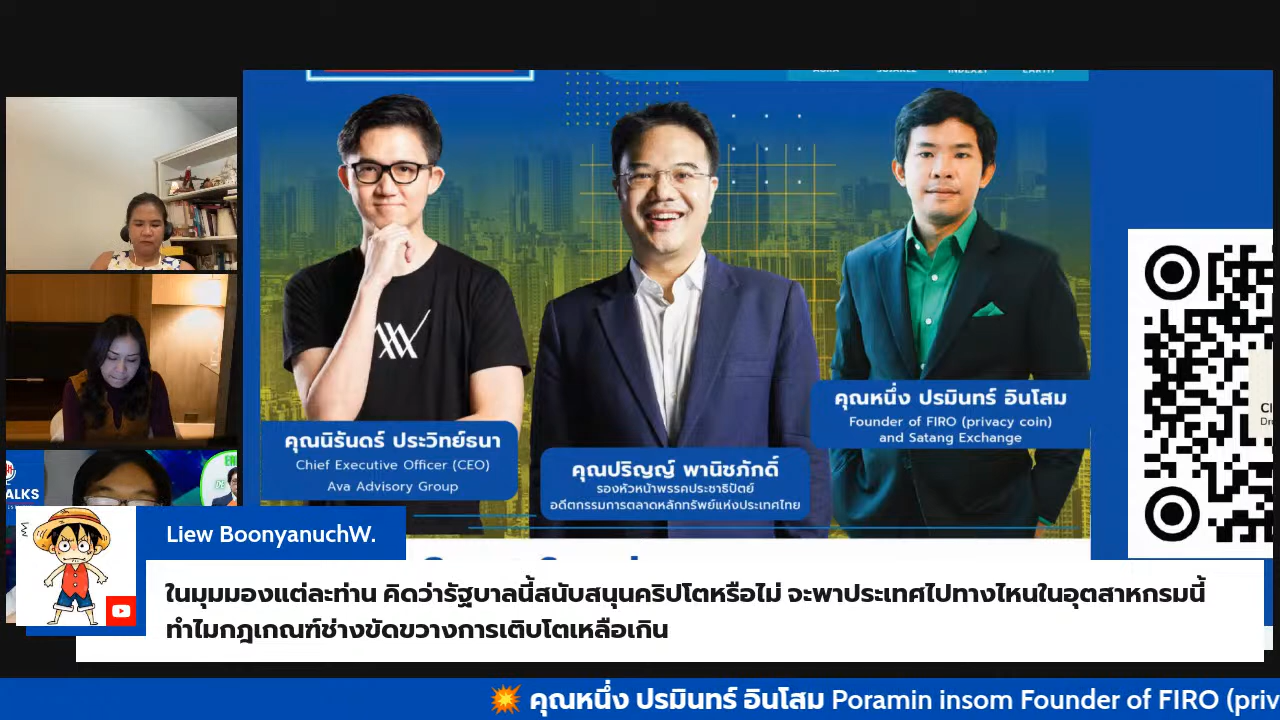 คุณนิรันดร์ ประวิทย์ธนา
Chief Executive Officer (CEO)
Ava Advisory Group
คุณปริญญ์ พานิชภักดิ์
รองหัวหน้าพรรคประชาธิปัตย์
อดีตกรรมการตลาดหลักทรัพย์แห่งประเทศไทย
คุณหนึ่ง ปรมินทร์ อินโสม
Founder of FIRO (privacy coin)
and Satang Exchange
ALKS
Liew BoonyanuchW.
ในมุมมองแต่ละท่าน คิดว่ารัฐบาลนี้สนับสนุนคริปโตหรือไม่ จะพาประเทศไปทางไหนในอุตสาหกรรมนี้
ทำไมกฎเกณฑ์ช่างขัดขวางการเติบโตเหลือเกิน
คุณหนึ่ง ปรมินทร์ อินโสม Poramin insom Founder of FIRO (priv